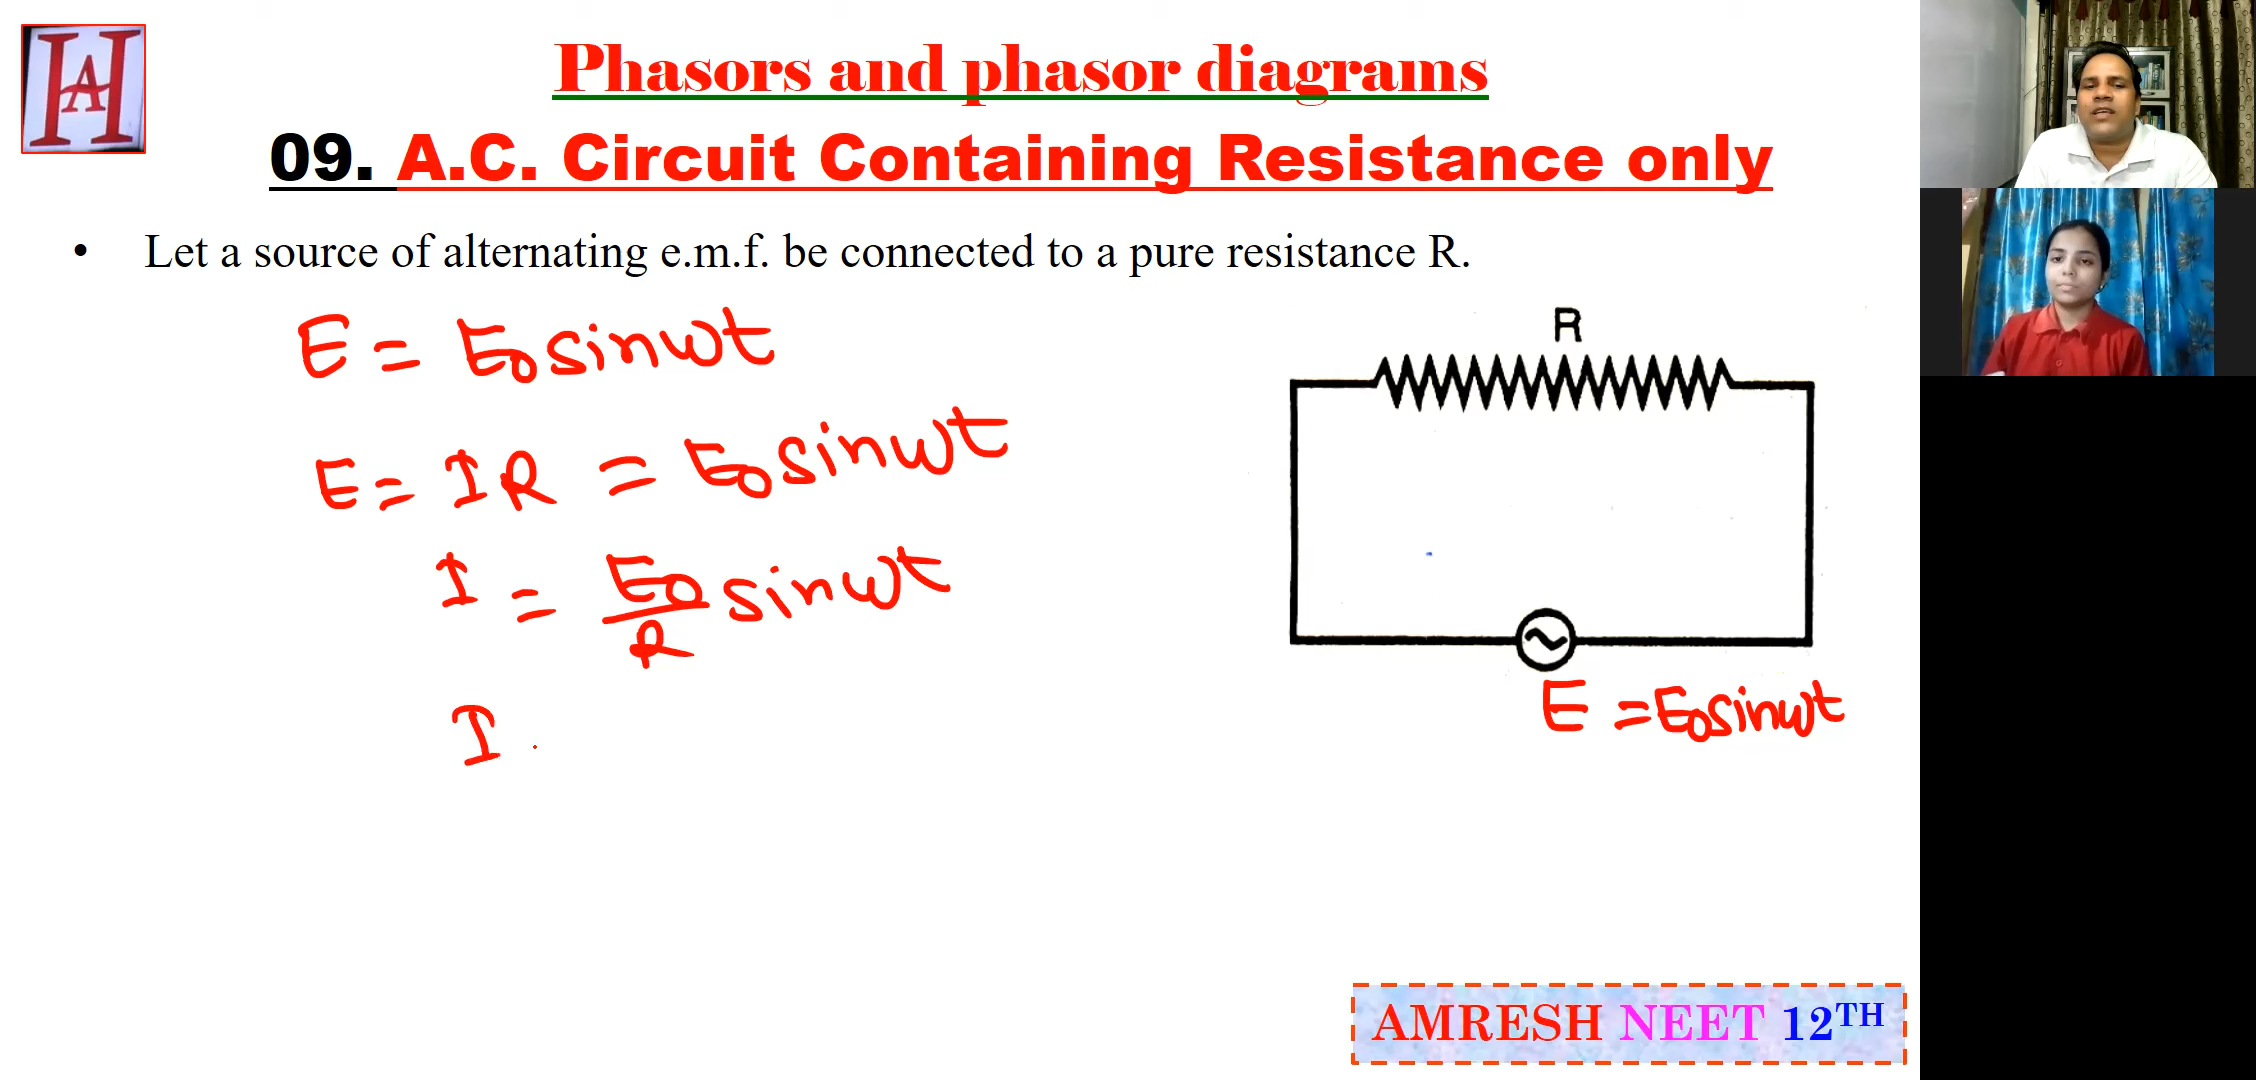 HA
Phasors and phasor diagrams
09. A.C. Circuit Containing Resistance only
• Let a source of alternating e.m.f. be connected to a pure resistance R.
E = E₀sinωt
E = IR = E₀sinωt
I = E₀/R sinωt
I
R
E = E₀sinωt
AMRESH NEET 12TH